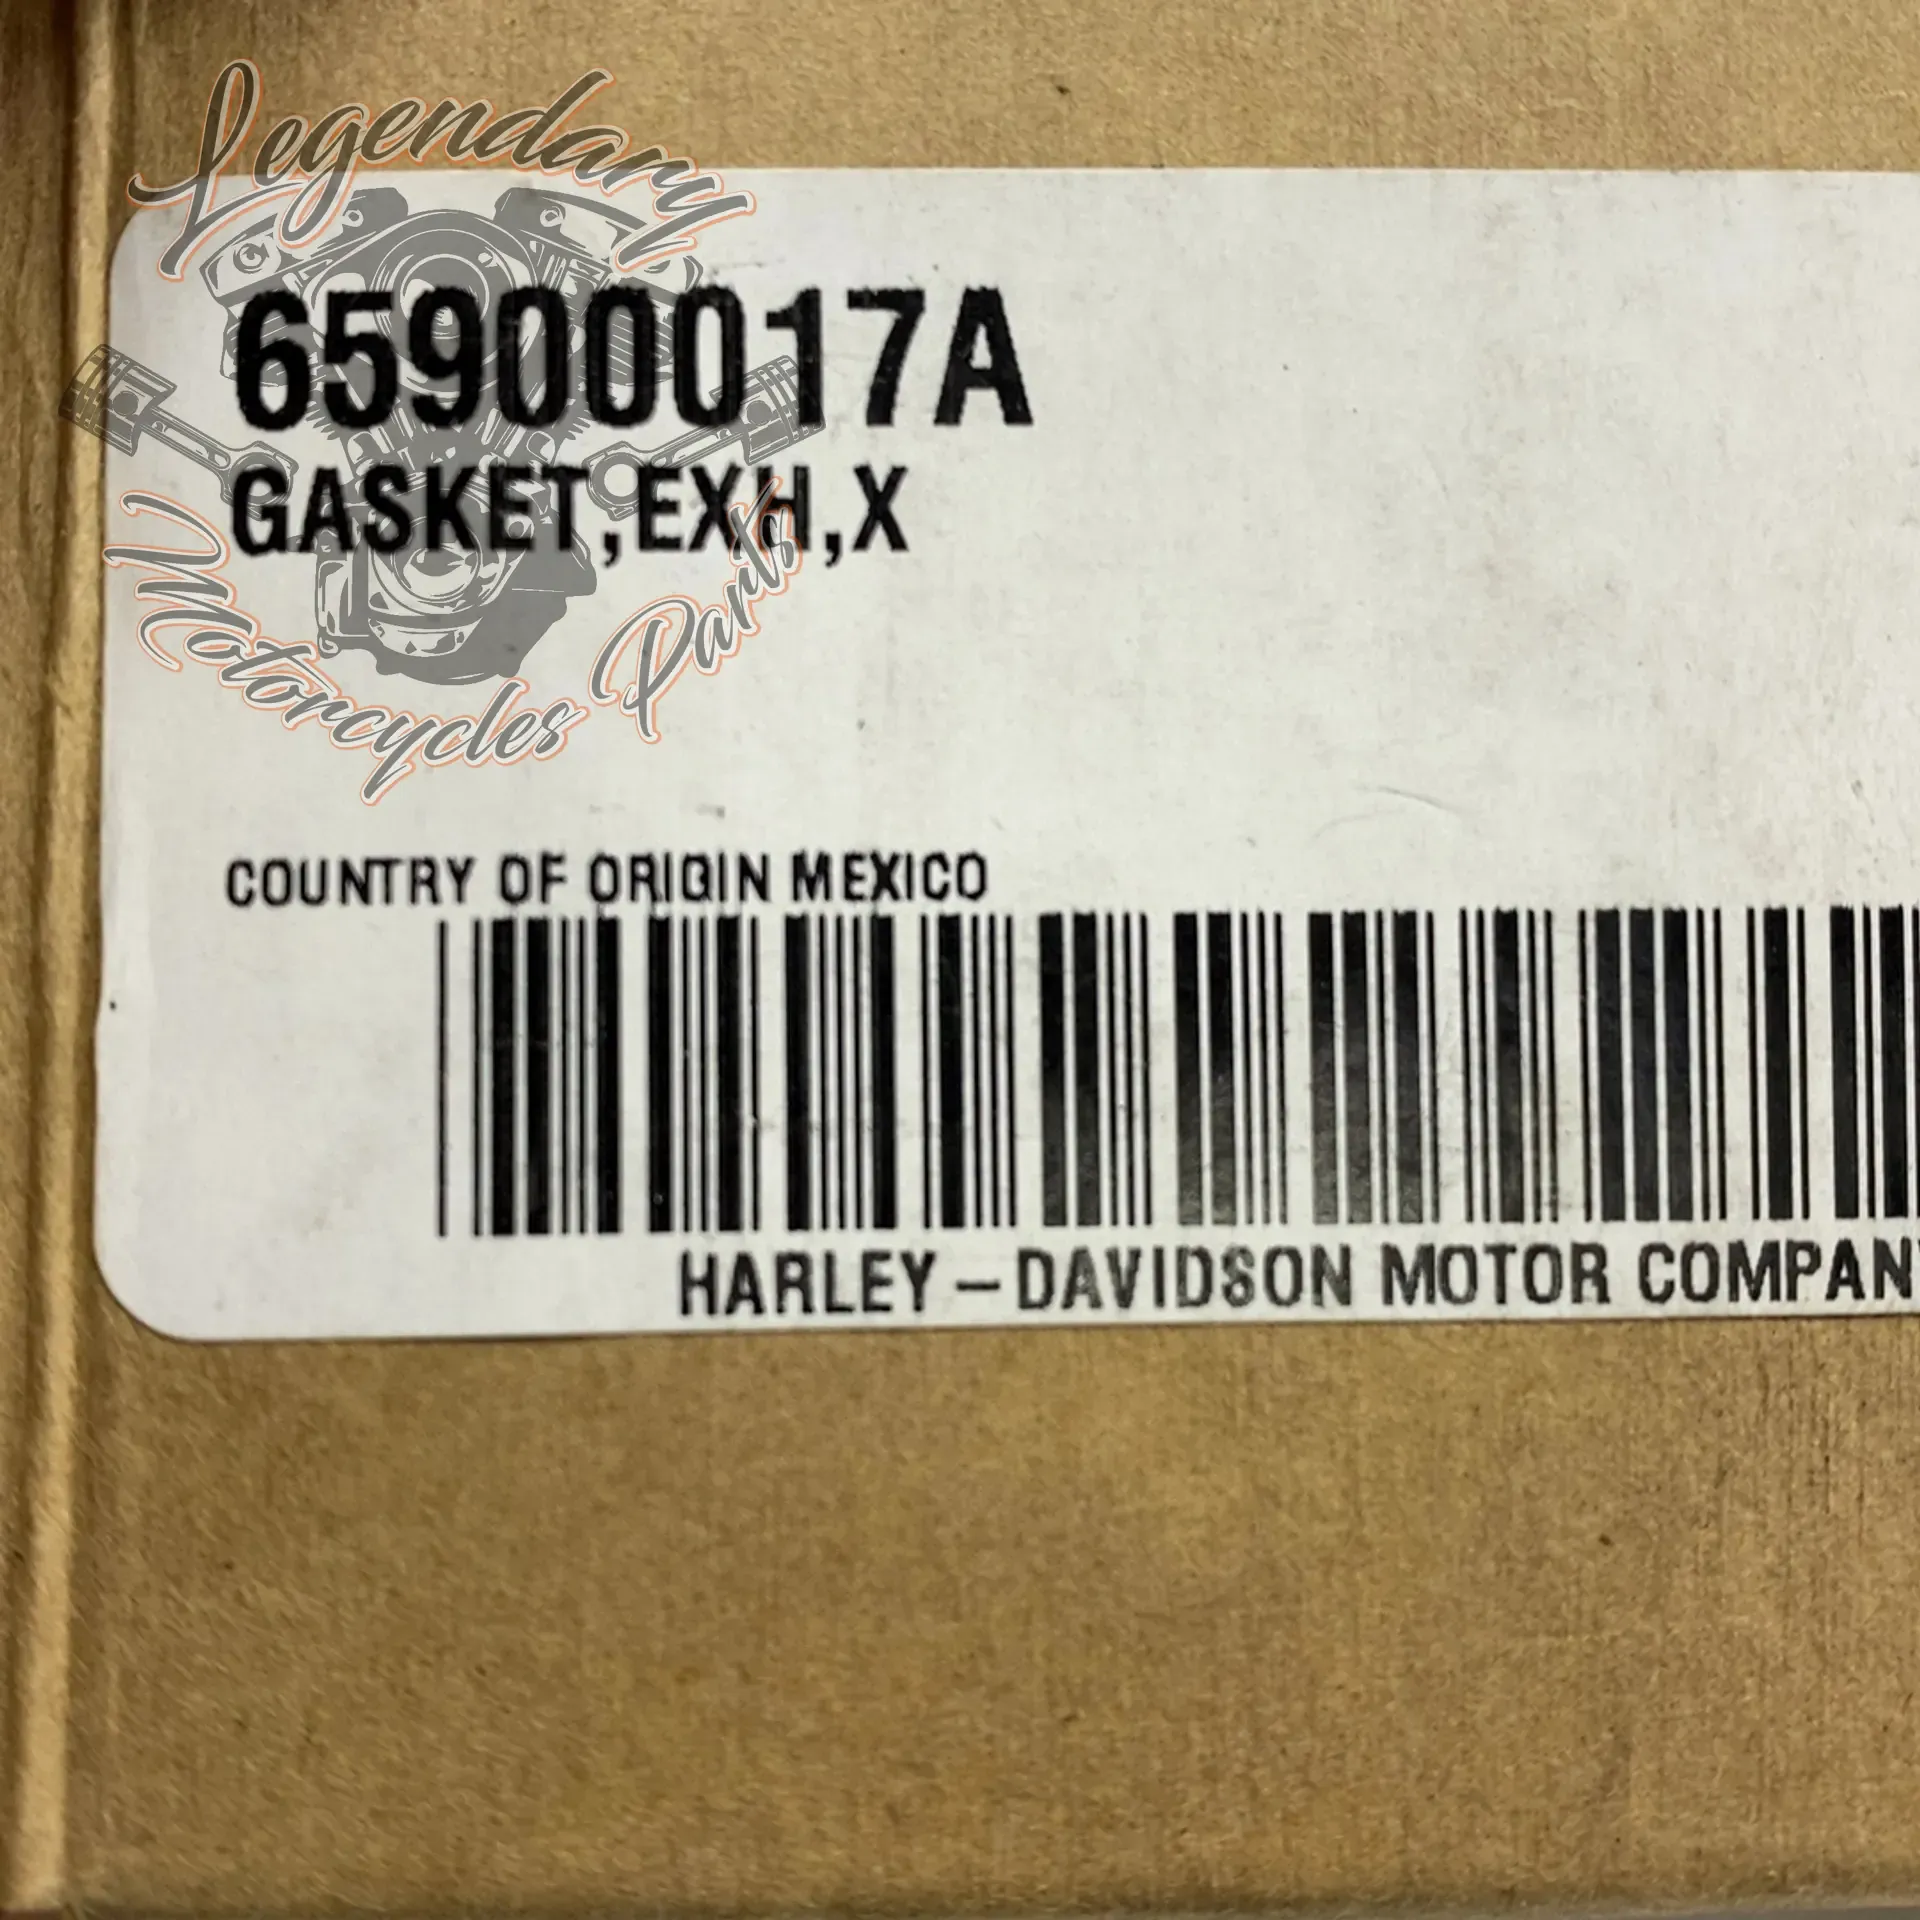 Legendary
65900017A
GASKET,EXH,X
Motorcycles Parts
COUNTRY OF ORIGIN MEXICO
HARLEY-DAVIDSON MOTOR COMPANY